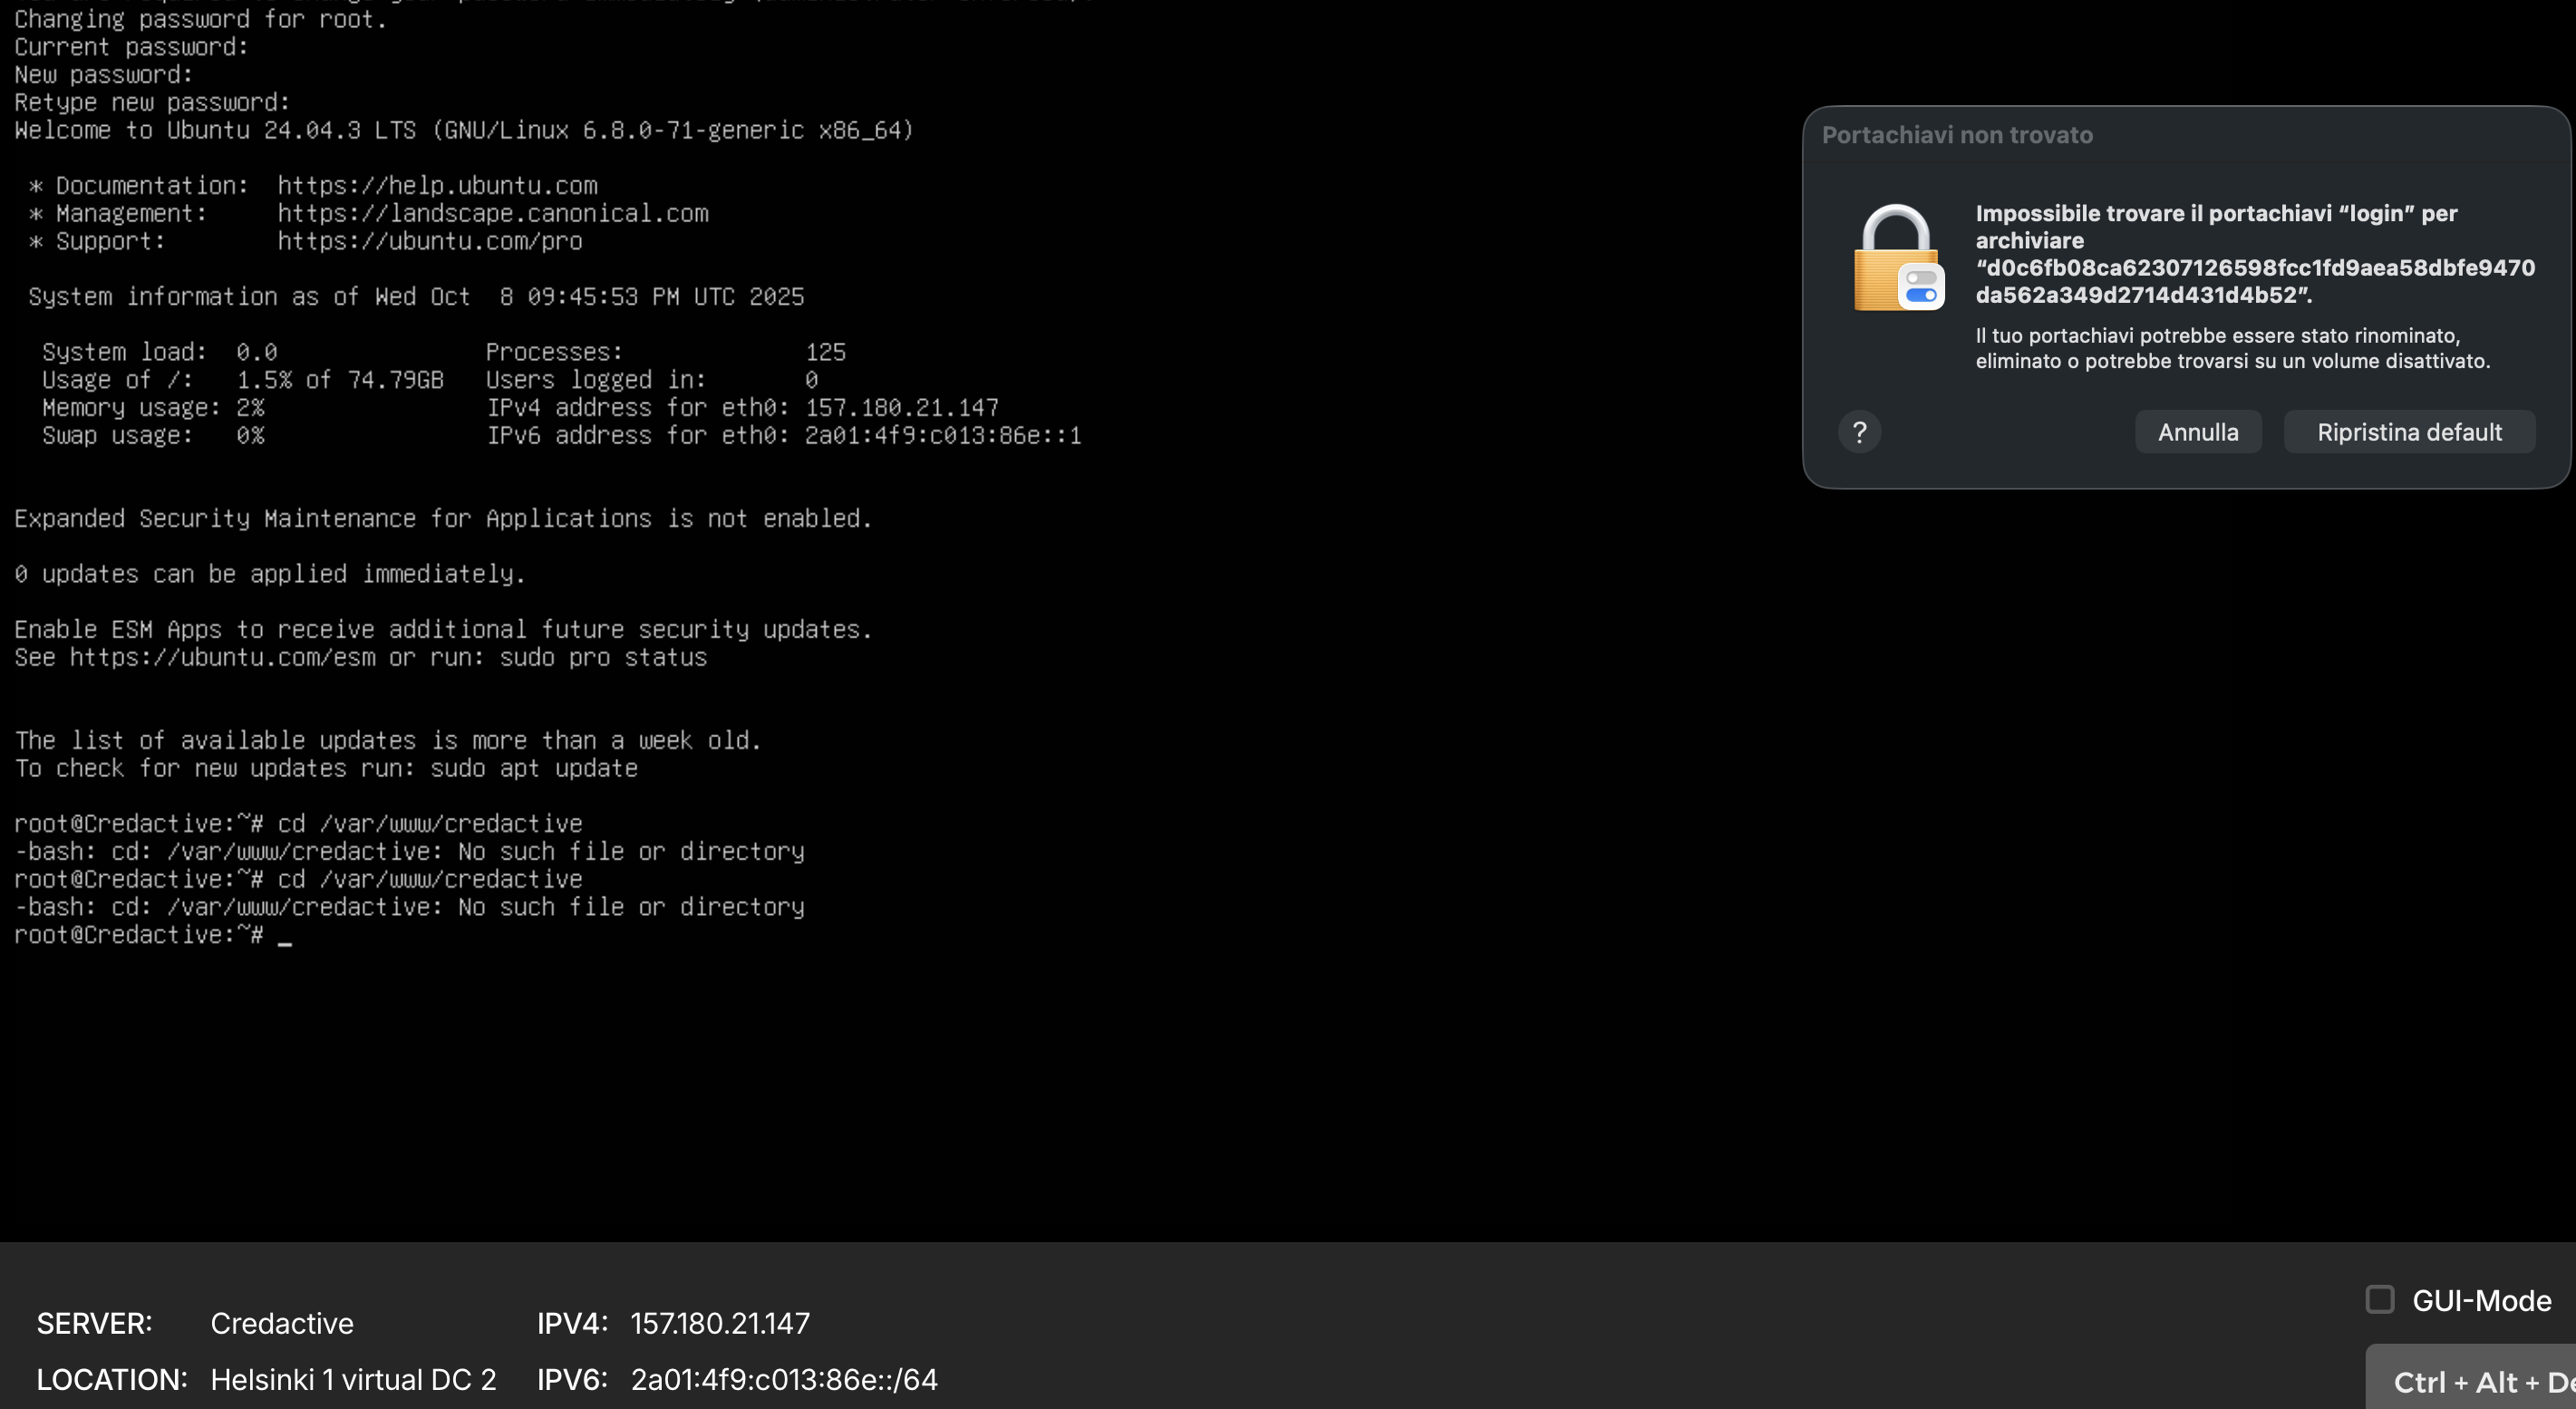 Changing password for root.
Current password:
New password:
Retype new password:
Welcome to Ubuntu 24.04.3 LTS (GNU/Linux 6.8.0-71-generic x86_64)
* Documentation: https://help.ubuntu.com
* Management: https://landscape.canonical.com
* Support: https://ubuntu.com/pro
System information as of Wed Oct 8 09:45:53 PM UTC 2025
System load: 0.0 Processes: 125
Usage of /: 1.5% of 74.79GB Users logged in: 0
Memory usage: 2% IPv4 address for eth0: 157.180.21.147
Swap usage: 0% IPv6 address for eth0: 2a01:4f9:c013:86e::1
Expanded Security Maintenance for Applications is not enabled.
0 updates can be applied immediately.
Enable ESM Apps to receive additional future security updates.
See https://ubuntu.com/esm or run: sudo pro status
The list of available updates is more than a week old.
To check for new updates run: sudo apt update
root@Credactive:~# cd /var/www/credactive
-bash: cd: /var/www/credactive: No such file or directory
root@Credactive:~# cd /var/www/credactive
-bash: cd: /var/www/credactive: No such file or directory
root@Credactive:~# _
Portachiavi non trovato
Impossibile trovare il portachiavi “login” per
archiviare
“d0c6fb08ca62307126598fcc1fd9aea58dbfe9470
da562a349d2714d431d4b52”.
Il tuo portachiavi potrebbe essere stato rinominato,
eliminato o potrebbe trovarsi su un volume disattivato.
?
Annulla
Ripristina default
SERVER: Credactive IPV4: 157.180.21.147
LOCATION: Helsinki 1 virtual DC 2 IPV6: 2a01:4f9:c013:86e::/64
GUI-Mode
Ctrl + Alt + De